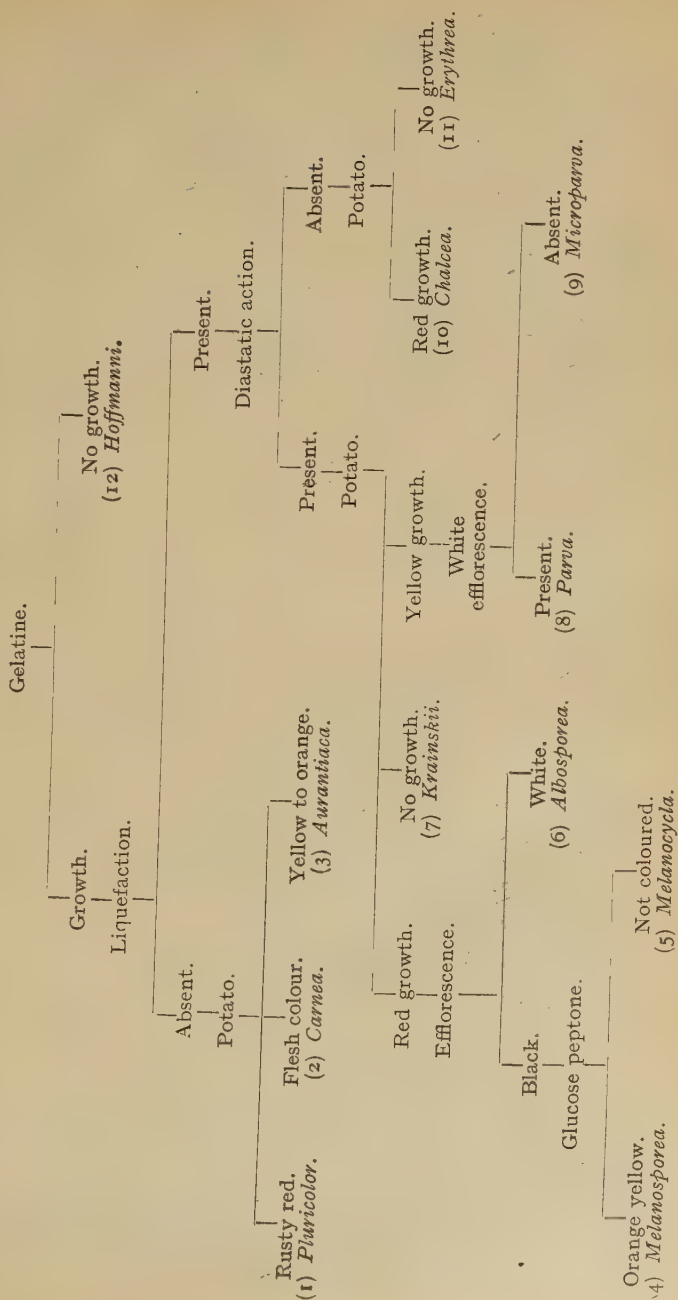 Gelatine.
Growth.
No growth.
(12) Hoffmanni.
Liquefaction.
Absent.
Present.
Potato.
Diastatic action.
Rusty red.
(1) Pluricolor.
Flesh colour.
(2) Carnea.
Yellow to orange.
(3) Aurantiaca.
Present.
Absent.
Potato.
Potato.
Red growth.
No growth.
(7) Krainskii.
Yellow growth.
Red growth.
(10) Chalcea.
No growth.
(11) Erythrea.
Efflorescence.
White
efflorescence.
Black.
White.
(6) Albosporea.
Present.
(8) Parva.
Absent.
(9) Microparva.
Glucose peptone.
Orange yellow.
4) Melanosporea.
Not coloured.
(5) Melanocycla.